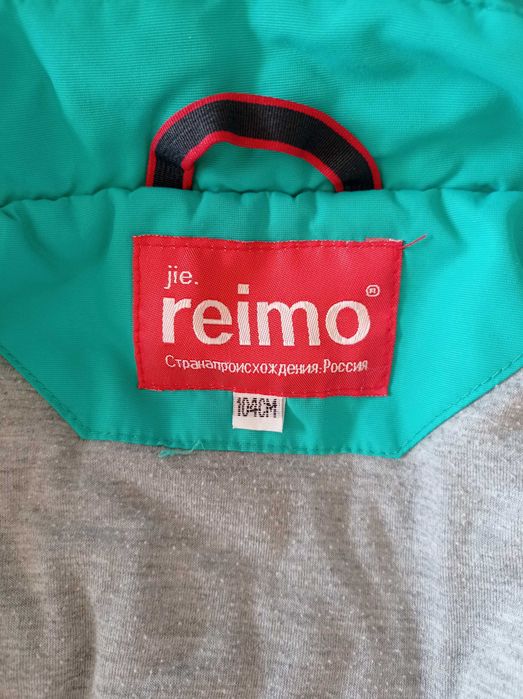 jie.
reimo®
Странапроисхождения:Россия
104CM